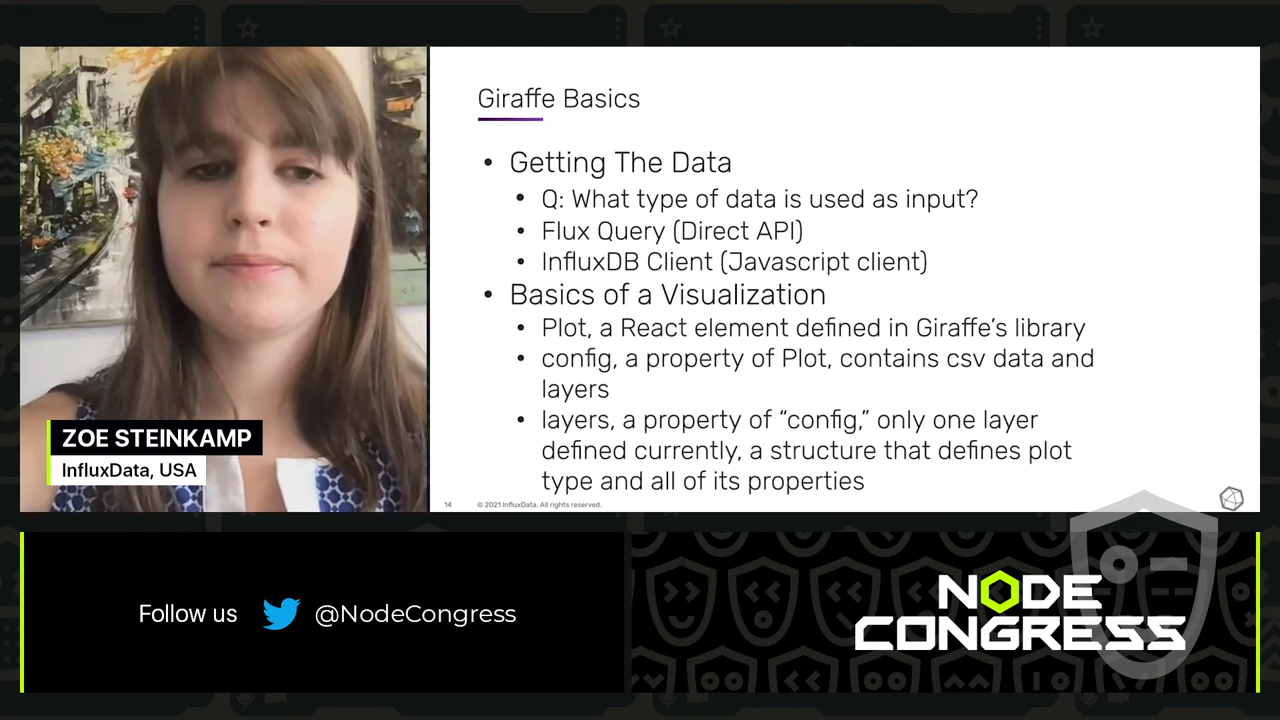 Giraffe Basics
• Getting The Data
• Q: What type of data is used as input?
• Flux Query (Direct API)
• InfluxDB Client (Javascript client)
• Basics of a Visualization
• Plot, a React element defined in Giraffe’s library
• config, a property of Plot, contains csv data and
layers
• layers, a property of “config,” only one layer
defined currently, a structure that defines plot
type and all of its properties
14 © 2021 InfluxData. All rights reserved.
ZOE STEINKAMP
InfluxData, USA
Follow us @NodeCongress
NODE
CONGRESS